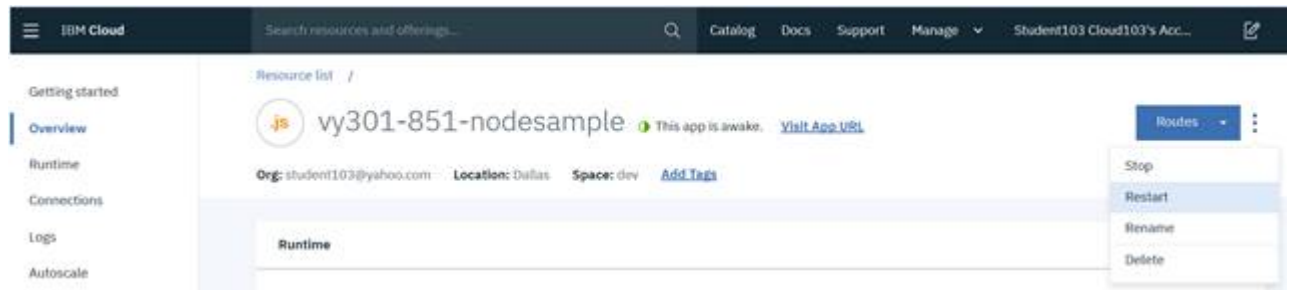 IBM Cloud
Search resources and offerings...
Catalog Docs Support Manage Student103 Cloud103's Acc...
Getting started
Overview
Runtime
Connections
Logs
Autoscale
Resource list /
JS vy301-851-nodesample This app is awake. Visit App URL
Org: student103@yahoo.com Location: Dallas Space: dev Add Tags
Routes
Stop
Restart
Rename
Delete
Runtime